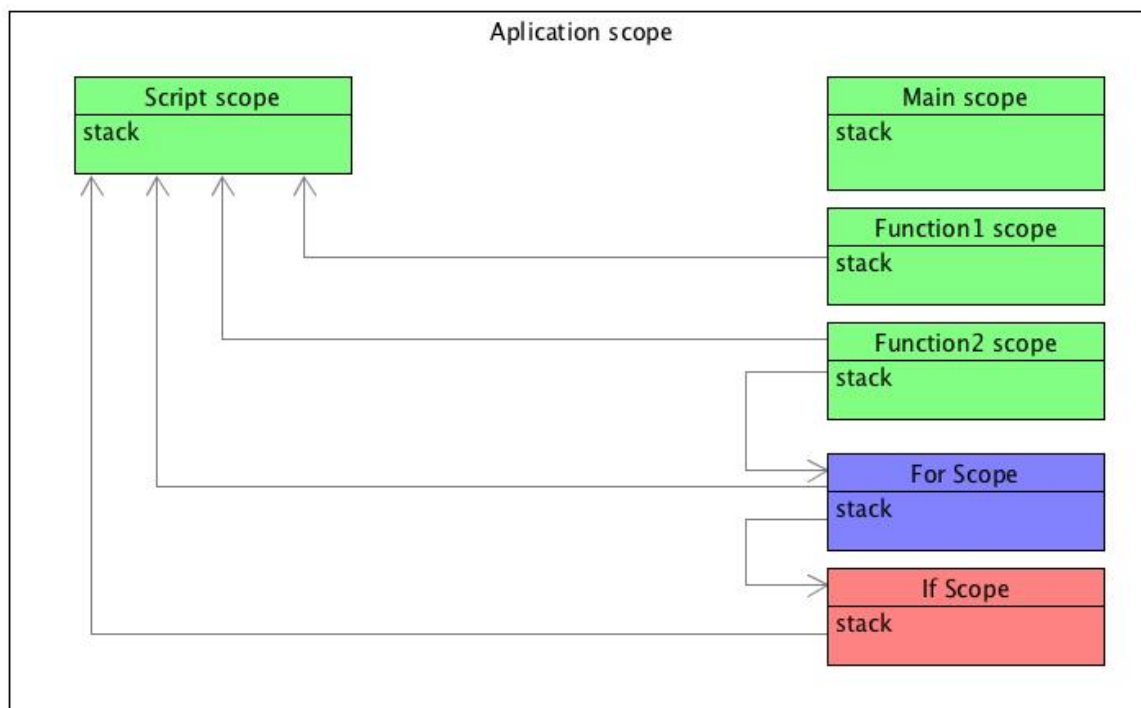 Aplication scope
Script scope
stack
Main scope
stack
Function1 scope
stack
Function2 scope
stack
For Scope
stack
If Scope
stack